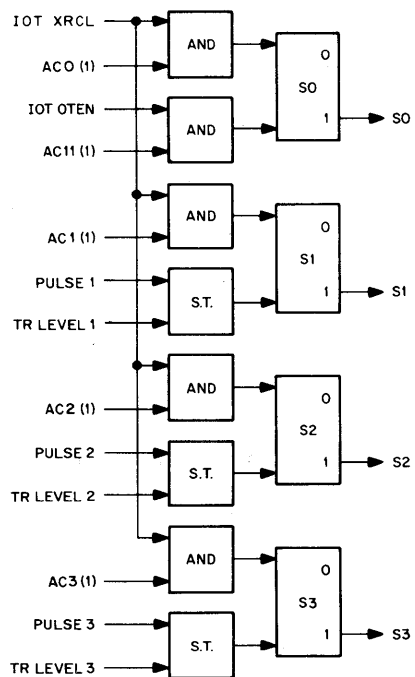 IOT XRCL
AND
0
AC0 (1)
S0
IOT OTEN
AND
1
S0
AC11 (1)
AND
0
AC1 (1)
S1
PULSE 1
S.T.
1
S1
TR LEVEL 1
AND
0
AC2 (1)
S2
PULSE 2
S.T.
1
S2
TR LEVEL 2
AND
0
AC3 (1)
S3
PULSE 3
S.T.
1
S3
TR LEVEL 3